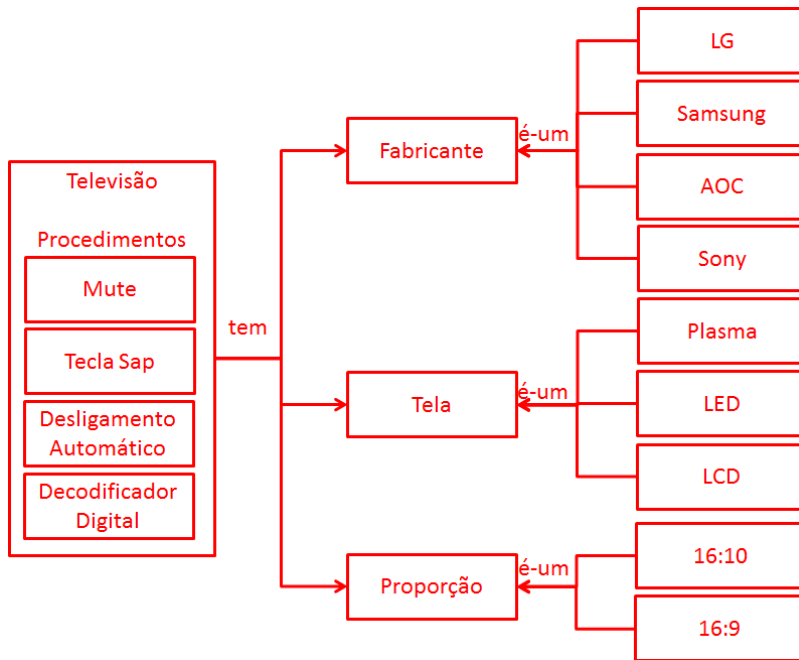 Televisão
Procedimentos
Mute
Tecla Sap
Desligamento
Automático
Decodificador
Digital
tem
Fabricante
é-um
LG
Samsung
AOC
Sony
Tela
é-um
Plasma
LED
LCD
Proporção
é-um
16:10
16:9